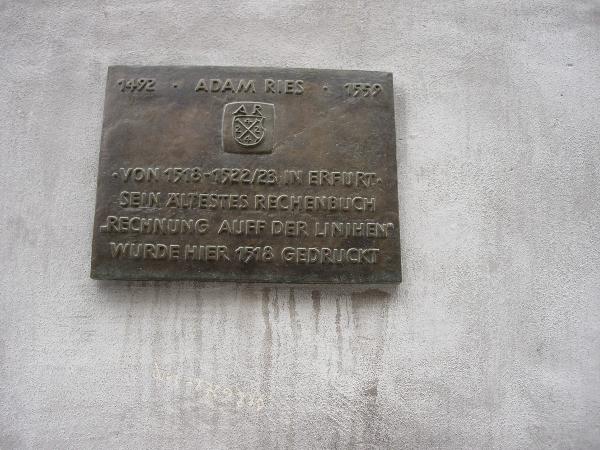 1492 · ADAM RIES · 1559
AR
· VON 1518-1522/23 IN ERFURT ·
SEIN ÄLTESTES RECHENBUCH
„RECHNUNG AUFF DER LINIHEN"
WURDE HIER 1518 GEDRUCKT